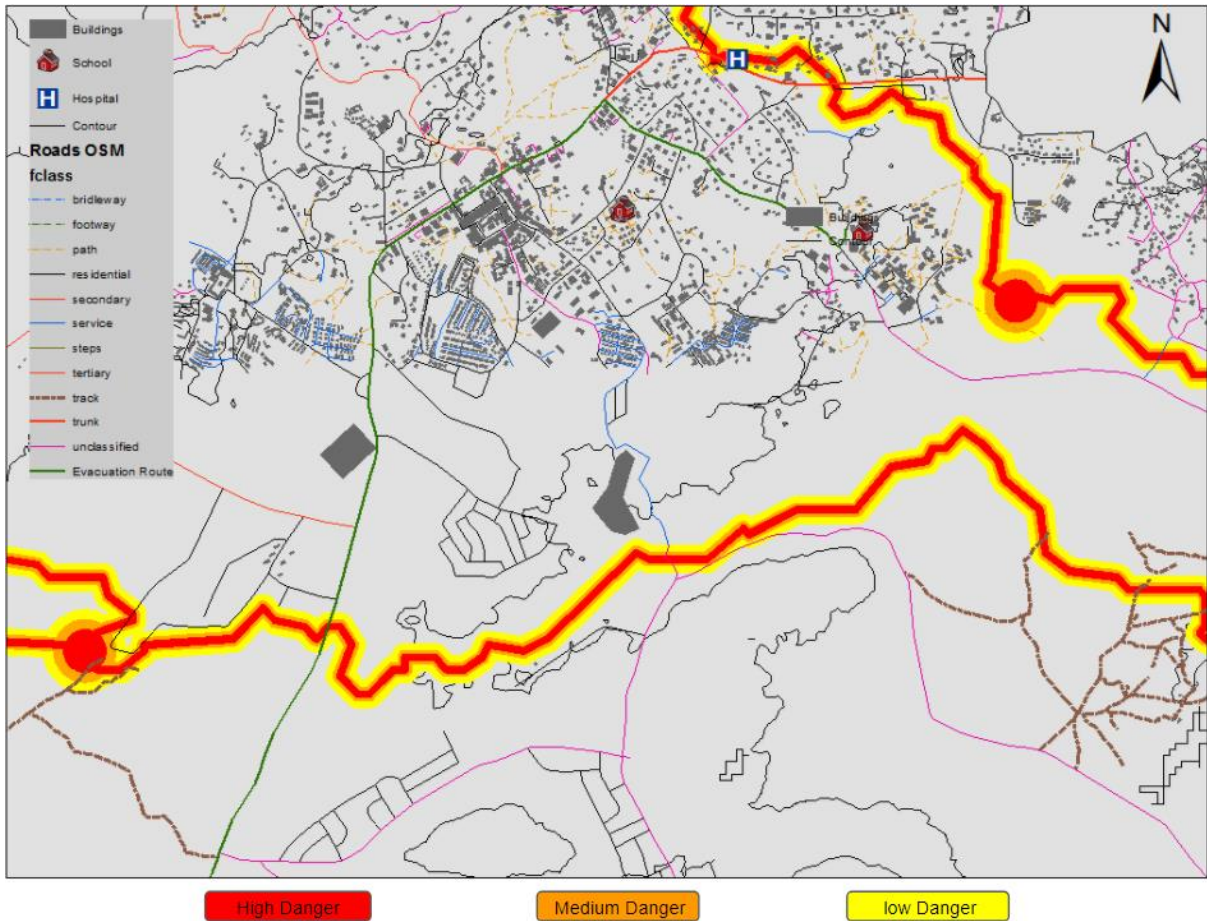 Buildings
School
H
Hospital
Contour
Roads OSM
fclass
bridleway
footway
path
residential
secondary
service
steps
tertiary
track
trunk
unclassified
Evacuation Route
N
H
High Danger
Medium Danger
low Danger